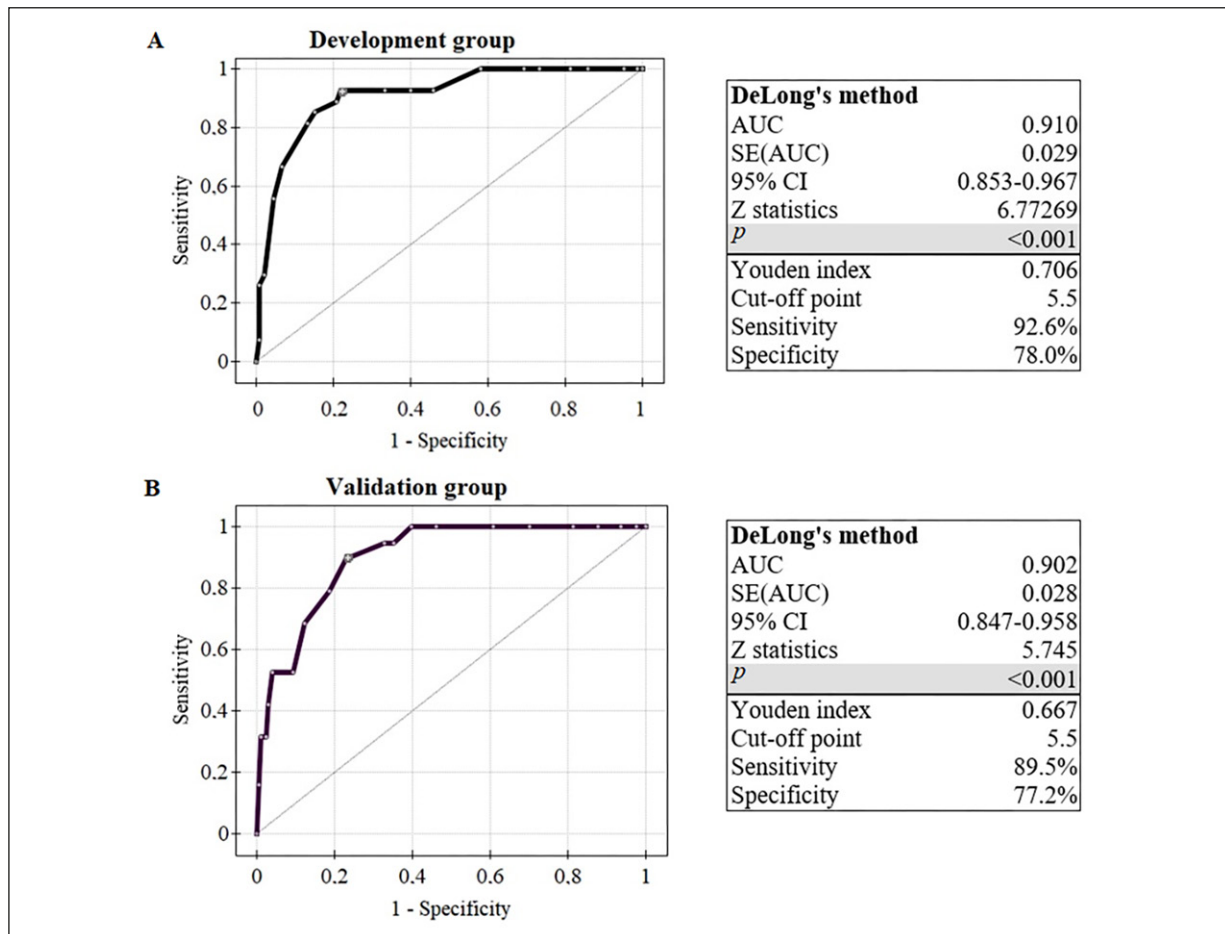 A
Development group
1
0.8
0.6
0.4
0.2
0
Sensitivity
0 0.2 0.4 0.6 0.8 1
1 - Specificity
DeLong's method
AUC 0.910
SE(AUC) 0.029
95% CI 0.853-0.967
Z statistics 6.77269
p <0.001
Youden index 0.706
Cut-off point 5.5
Sensitivity 92.6%
Specificity 78.0%
B
Validation group
1
0.8
0.6
0.4
0.2
0
Sensitivity
0 0.2 0.4 0.6 0.8 1
1 - Specificity
DeLong's method
AUC 0.902
SE(AUC) 0.028
95% CI 0.847-0.958
Z statistics 5.745
p <0.001
Youden index 0.667
Cut-off point 5.5
Sensitivity 89.5%
Specificity 77.2%